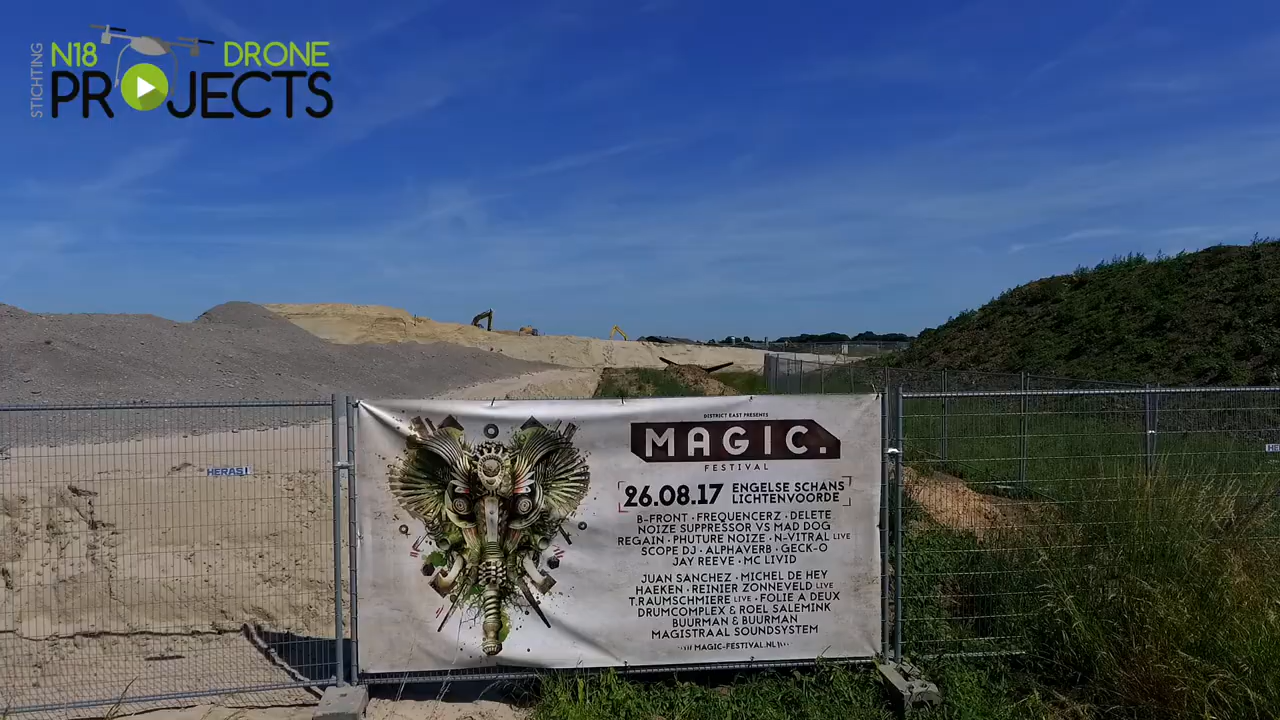 STICHTING
N18 DRONE
PROJECTS
HERAS
DISTRICT EAST PRESENTS
MAGIC.
FESTIVAL
26.08.17 ENGELSE SCHANS
LICHTENVOORDE
B-FRONT · FREQUENCERZ · DELETE
NOIZE SUPPRESSOR VS MAD DOG
REGAIN · PHUTURE NOIZE · N-VITRAL LIVE
SCOPE DJ · ALPHAVERB · GECK-O
JAY REEVE · MC LIVID
JUAN SANCHEZ · MICHEL DE HEY
HAEKEN · REINIER ZONNEVELD LIVE
T.RAUMSCHMIERE LIVE · FOLIE A DEUX
DRUMCOMPLEX & ROEL SALEMINK
BUURMAN & BUURMAN
MAGISTRAAL SOUNDSYSTEM
MAGIC-FESTIVAL.NL
HE